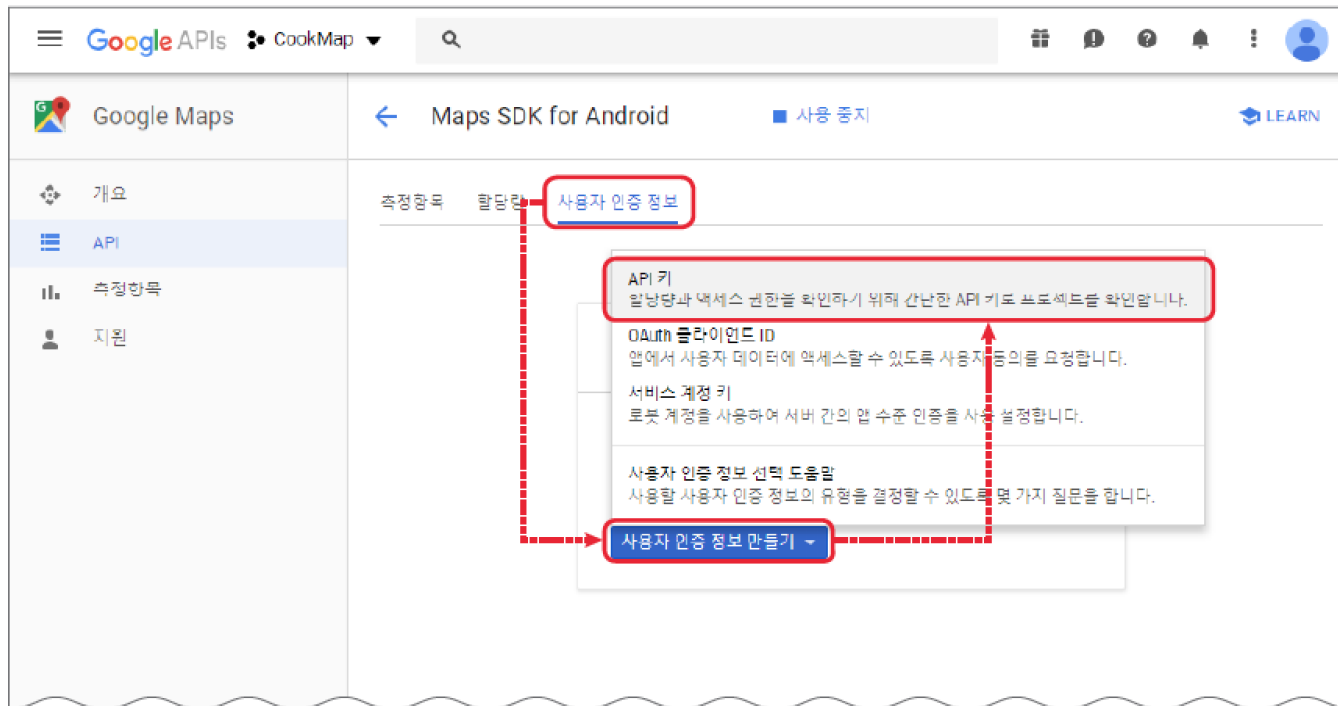 Google APIs CookMap
Google Maps
Maps SDK for Android
사용 중지
LEARN
개요
API
측정항목
지원
측정항목 할당량 사용자 인증 정보
API 키
할당량과 액세스 권한을 확인하기 위해 간단한 API 키로 프로젝트를 확인합니다.
OAuth 클라이언트 ID
앱에서 사용자 데이터에 액세스할 수 있도록 사용자 동의를 요청합니다.
서비스 계정 키
로봇 계정을 사용하여 서버 간의 앱 수준 인증을 사용 설정합니다.
사용자 인증 정보 선택 도움말
사용할 사용자 인증 정보의 유형을 결정할 수 있도록 몇 가지 질문을 합니다.
사용자 인증 정보 만들기